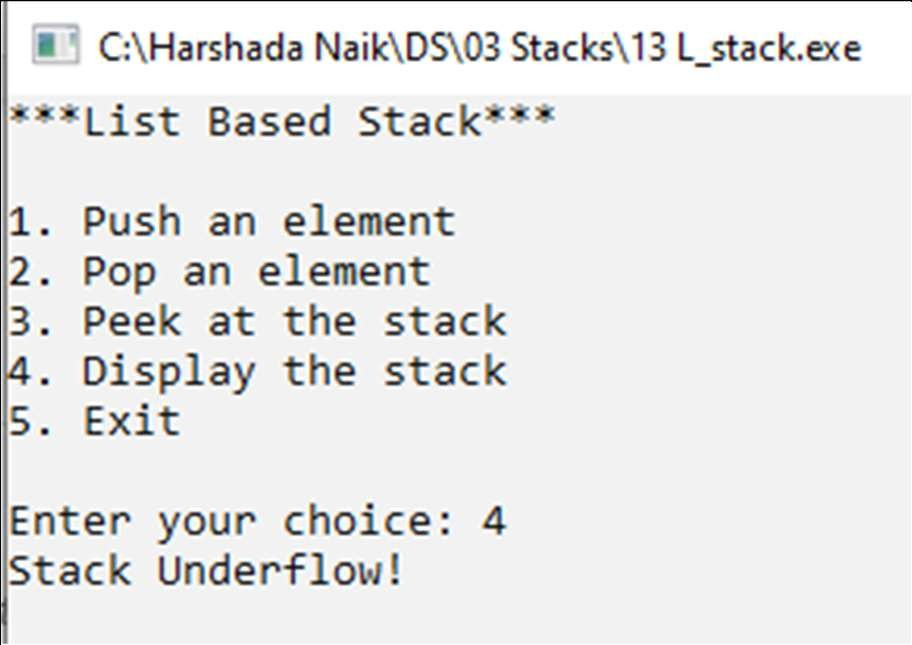 C:\Harshada Naik\DS\03 Stacks\13 L_stack.exe
***List Based Stack***
1. Push an element
2. Pop an element
3. Peek at the stack
4. Display the stack
5. Exit
Enter your choice: 4
Stack Underflow!